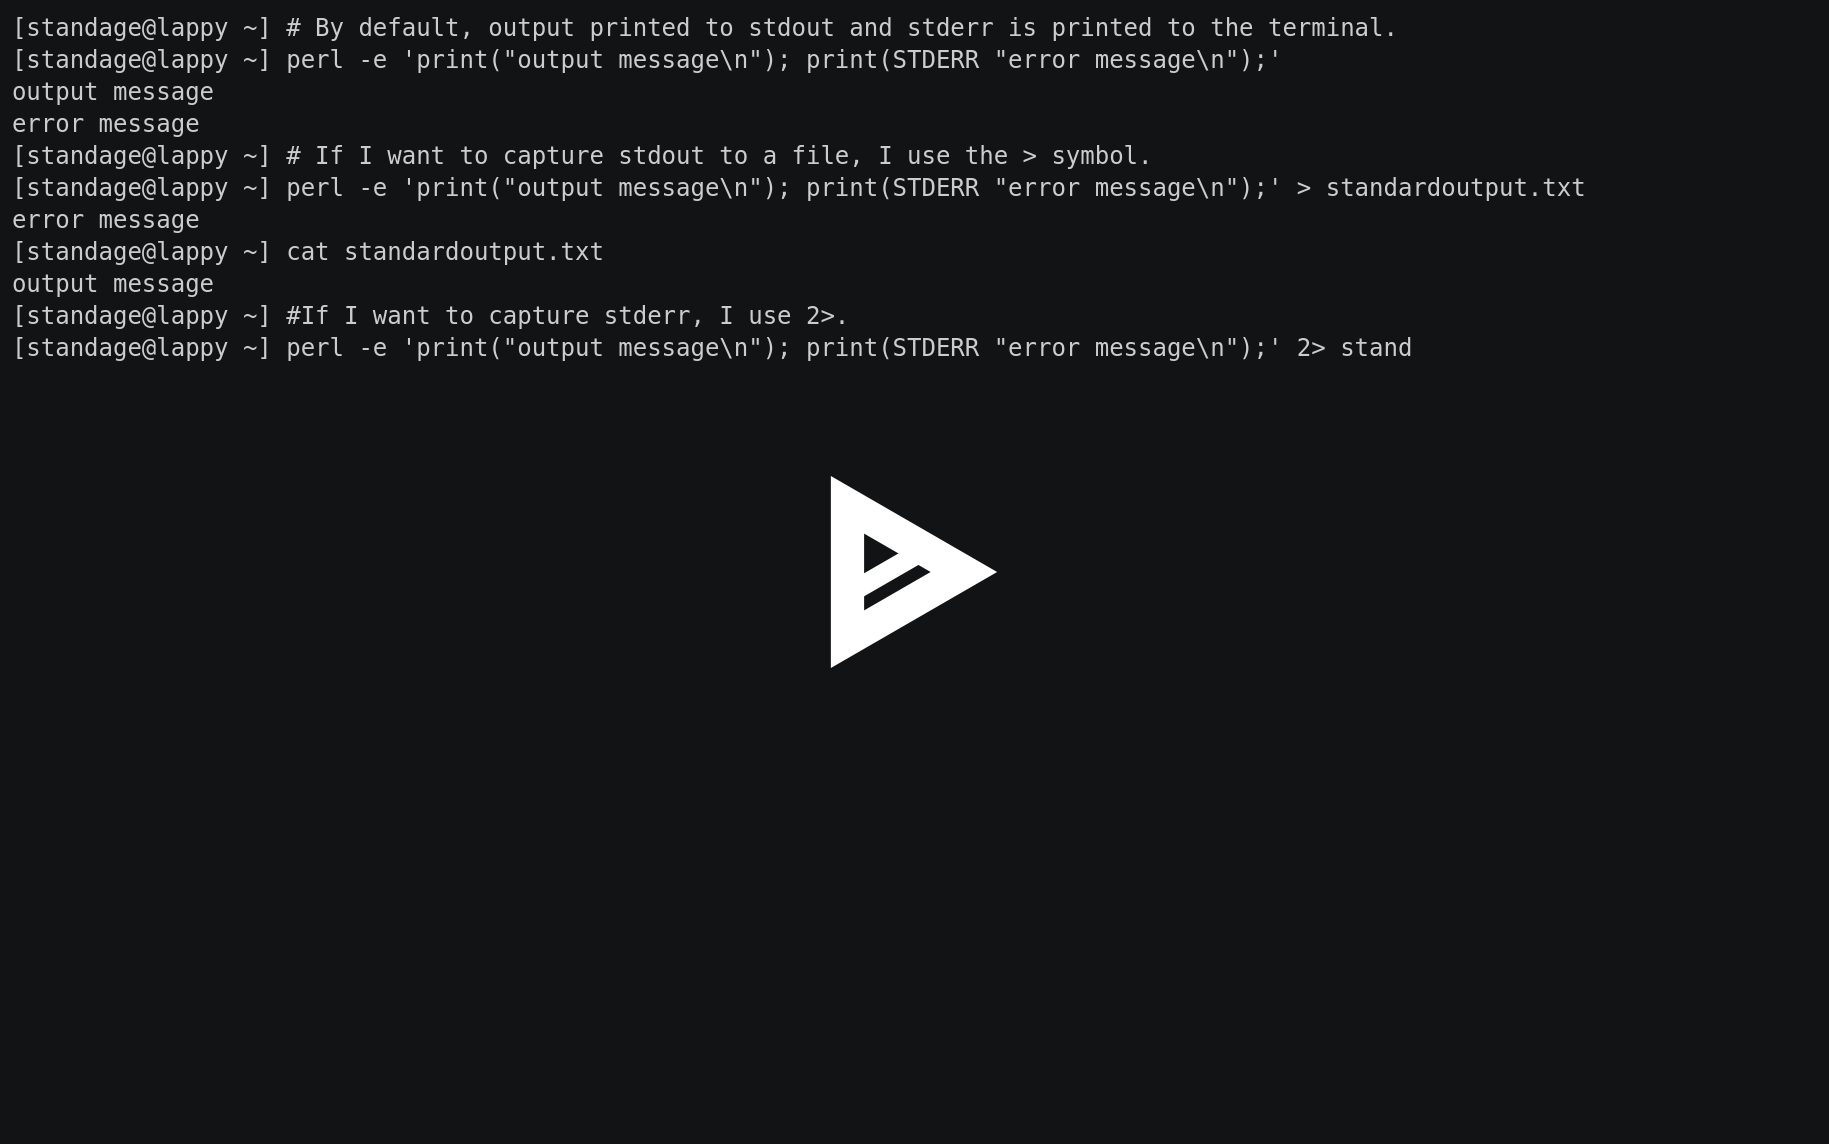 [standage@lappy ~] # By default, output printed to stdout and stderr is printed to the terminal.
[standage@lappy ~] perl -e 'print("output message\n"); print(STDERR "error message\n");'
output message
error message
[standage@lappy ~] # If I want to capture stdout to a file, I use the > symbol.
[standage@lappy ~] perl -e 'print("output message\n"); print(STDERR "error message\n");' > standardoutput.txt
error message
[standage@lappy ~] cat standardoutput.txt
output message
[standage@lappy ~] #If I want to capture stderr, I use 2>.
[standage@lappy ~] perl -e 'print("output message\n"); print(STDERR "error message\n");' 2> stand